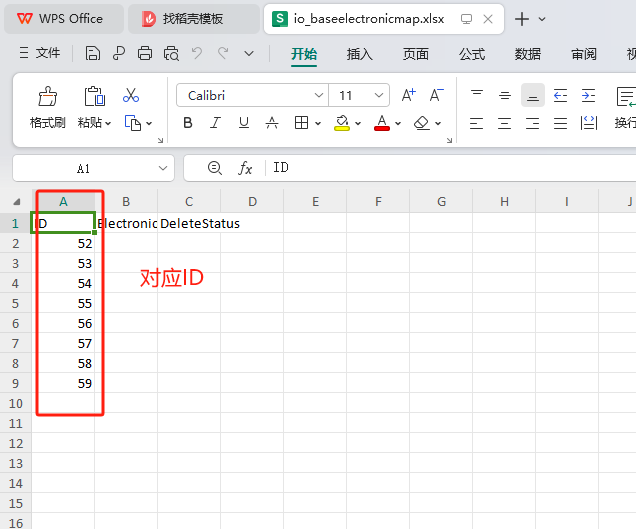 WPS Office
找稻壳模板
io_baseelectronicmap.xlsx
文件
开始
插入
页面
公式
数据
审阅
格式刷
粘贴
Calibri
11
A+
A-
B I U A
A
换行
A1
fx
ID
A B C D E F G H I J
1 ID Electronic DeleteStatus
2 52
3 53
4 54
5 55
6 56
7 57
8 58
9 59
对应ID
10
11
12
13
14
15
16